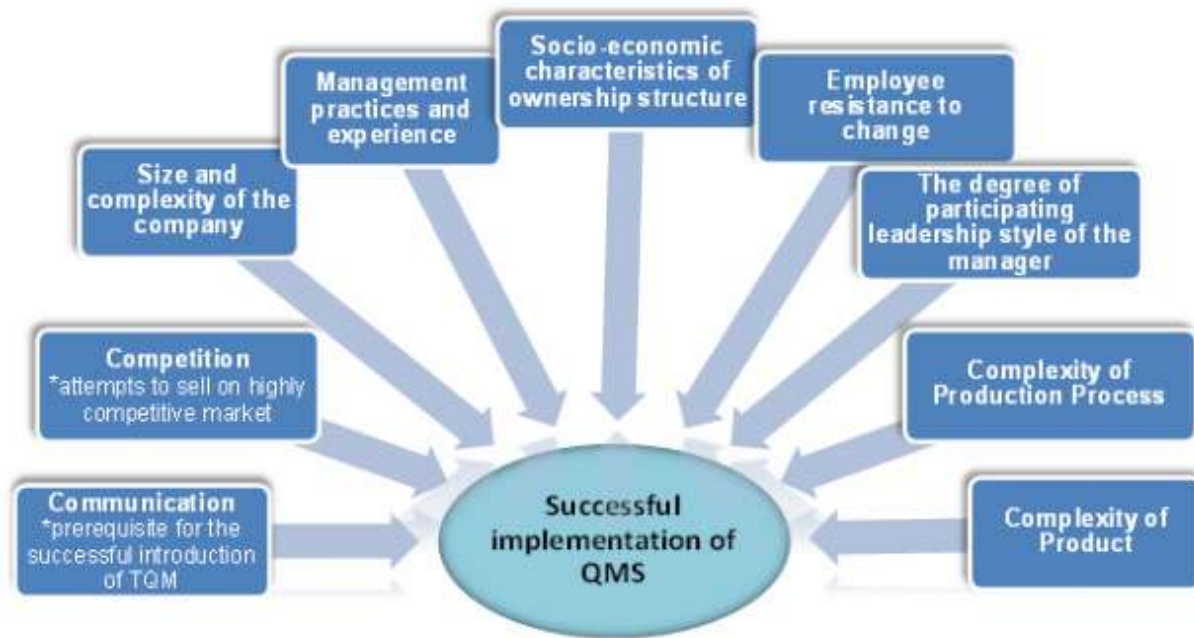 Socio-economic
characteristics of
ownership structure
Management
practices and
experience
Employee
resistance to
change
Size and
complexity of the
company
The degree of
participating
leadership style of the
manager
Competition
*attempts to sell on highly
competitive market
Complexity of
Production Process
Communication
*prerequisite for the
successful introduction
of TQM
Complexity of
Product
Successful
implementation of
QMS